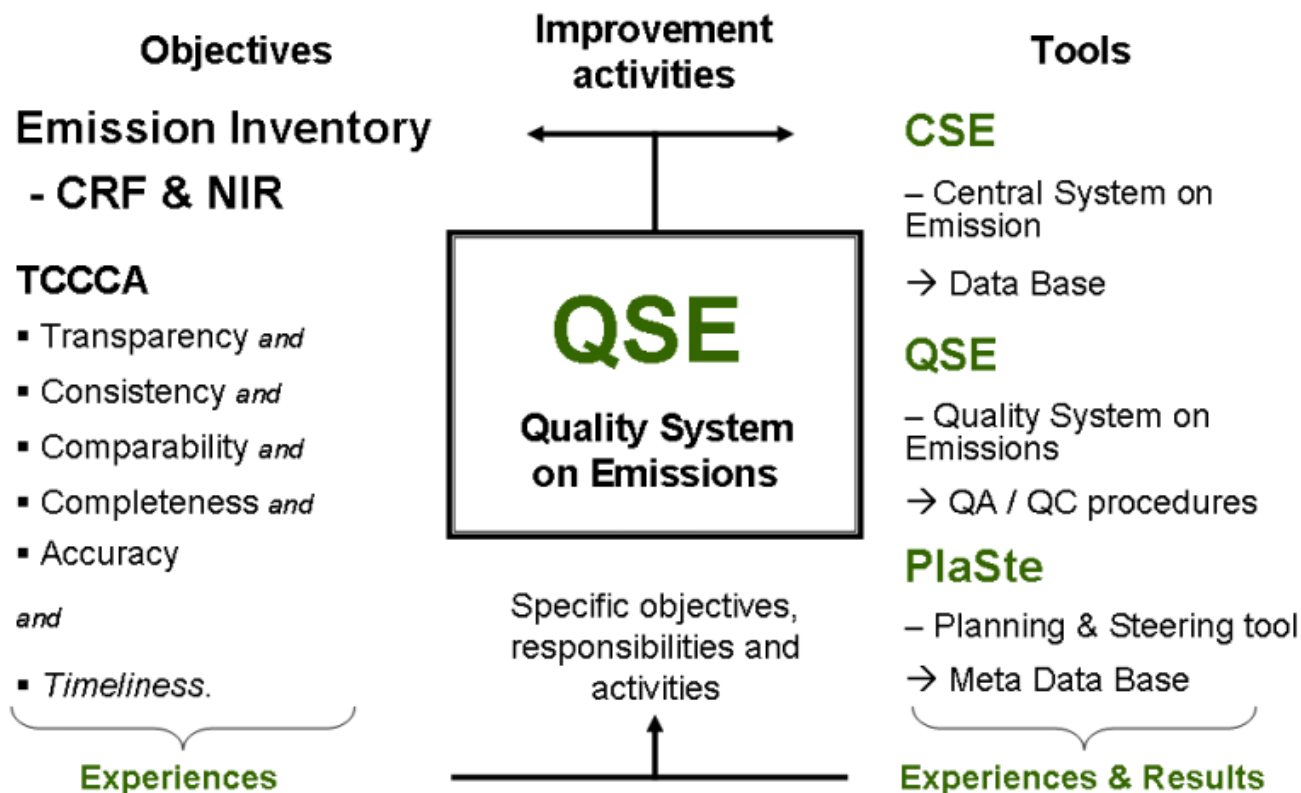 Objectives
Emission Inventory
- CRF & NIR
TCCCA
▪ Transparency and
▪ Consistency and
▪ Comparability and
▪ Completeness and
▪ Accuracy
and
▪ Timeliness.
Experiences
Improvement
activities
QSE
Quality System
on Emissions
Specific objectives,
responsibilities and
activities
Tools
CSE
– Central System on
Emission
→ Data Base
QSE
– Quality System on
Emissions
→ QA / QC procedures
PlaSte
– Planning & Steering tool
→ Meta Data Base
Experiences & Results